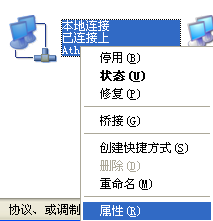 本地连接
已连接上
Ath
停用(B)
状态(U)
修复(P)
桥接(G)
创建快捷方式(S)
删除(D)
重命名(M)
协议、或调制
属性(R)